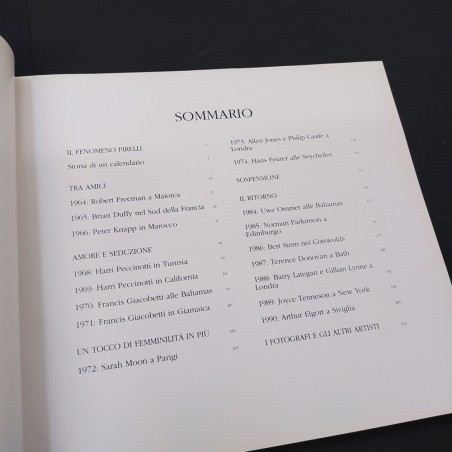 SOMMARIO
IL FENOMENO PIRELLI
Storia di un calendario
TRA AMICI
1964: Robert Freeman a Maiorca
1965: Brian Duffy nel Sud della Francia
1966: Peter Knapp in Marocco
AMORE E SEDUZIONE
1968: Harri Peccinotti in Tunisia
1969: Harri Peccinotti in California
1970: Francis Giacobetti alle Bahamas
1971: Francis Giacobetti in Giamaica
UN TOCCO DI FEMMINILITÀ IN PIÙ
1972: Sarah Moon a Parigi
1973: Allen Jones e Philip Castle a
Londra
1974: Hans Feurer alle Seychelles
SOSPENSIONE
IL RITORNO
1984: Uwe Ommer alle Bahamas
1985: Norman Parkinson a
Edimburgo
1986: Bert Stern nei Cotswolds
1987: Terence Donovan a Bath
1988: Barry Lategan e Gillian Lynne a
Londra
1989: Joyce Tenneson a New York
1990: Arthur Elgort a Siviglia
I FOTOGRAFI E GLI ALTRI ARTISTI